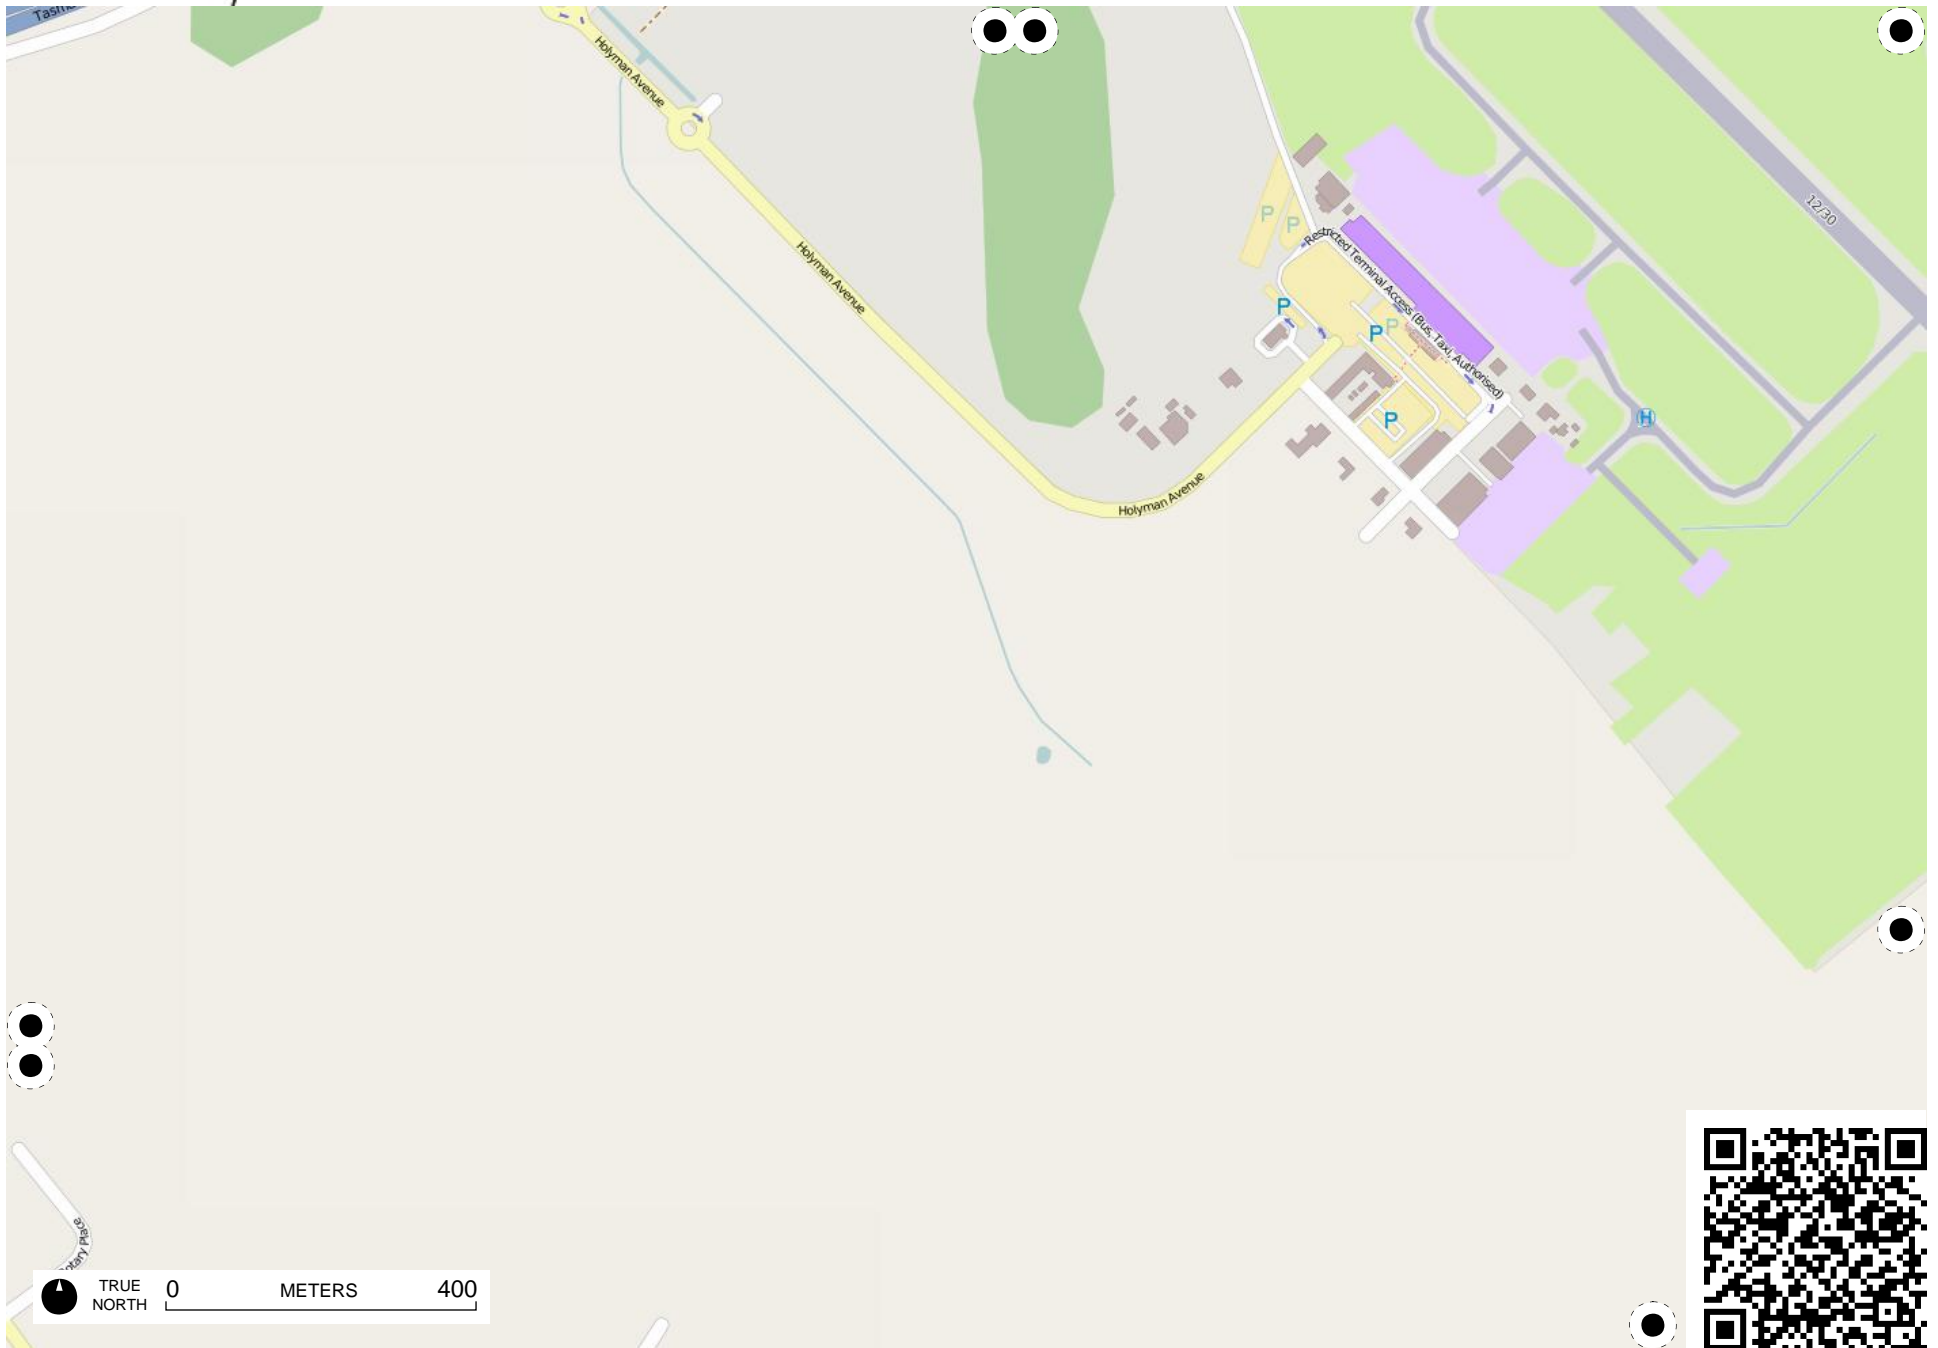 Holyman Avenue
12/30
P
P
Restricted Terminal Access (Bus, Taxi, Authorised)
Holyman Avenue
P
P
P
P
H
Holyman Avenue
TRUE
NORTH
0 METERS 400